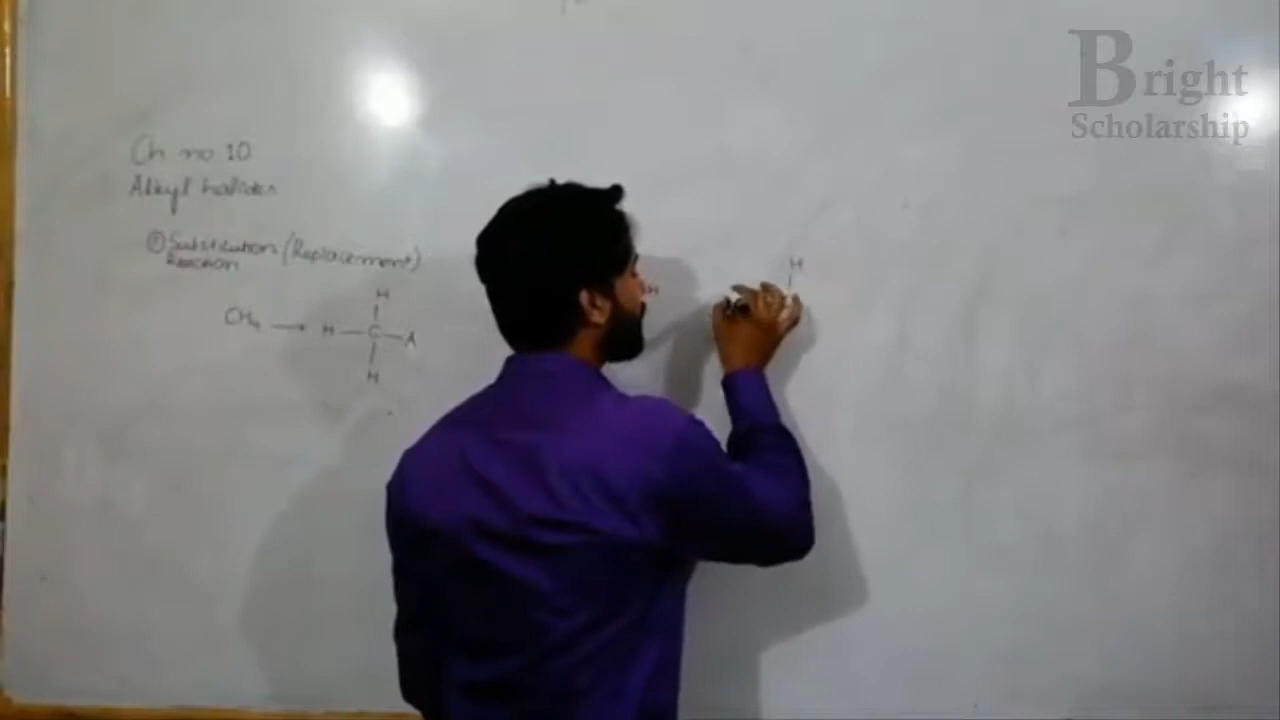 Bright
Scholarship
Ch no 10
Alkyl halides
① Substitution (Replacement)
Reaction
H
CH₄ → H — C — A
H
H
H